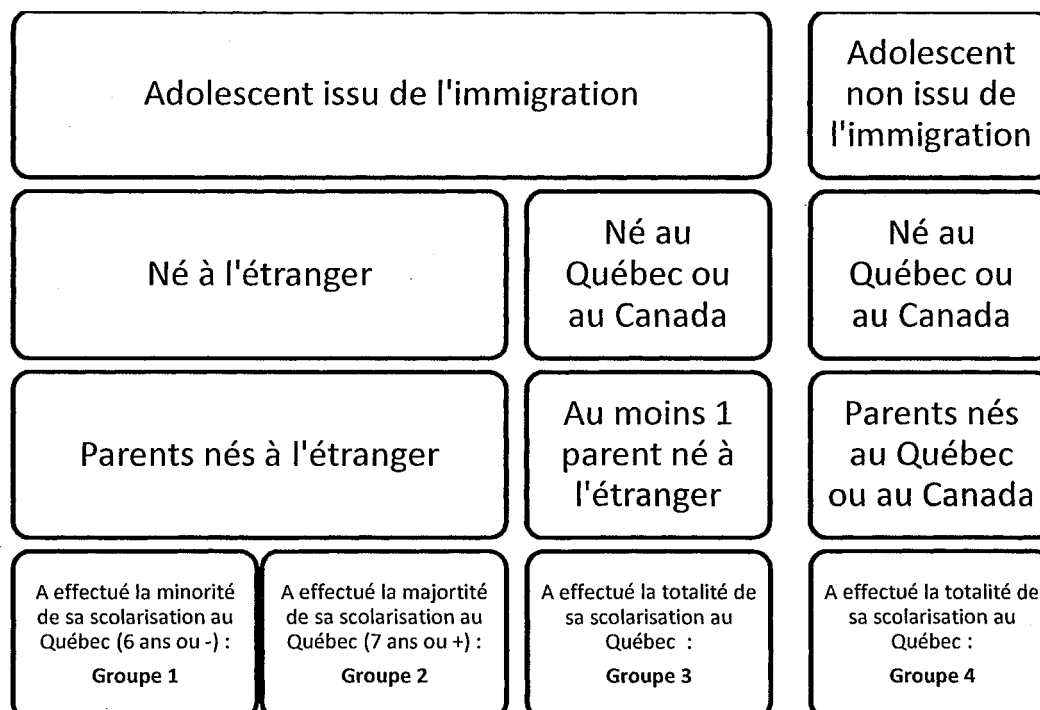 Adolescent issu de l'immigration
Adolescent
non issu de
l'immigration
Né à l'étranger
Né au
Québec ou
au Canada
Né au
Québec ou
au Canada
Parents nés à l'étranger
Au moins 1
parent né à
l'étranger
Parents nés
au Québec
ou au Canada
A effectué la minorité
de sa scolarisation au
Québec (6 ans ou -) :
Groupe 1
A effectué la majortité
de sa scolarisation au
Québec (7 ans ou +) :
Groupe 2
A effectué la totalité de
sa scolarisation au
Québec :
Groupe 3
A effectué la totalité de
sa scolarisation au
Québec :
Groupe 4